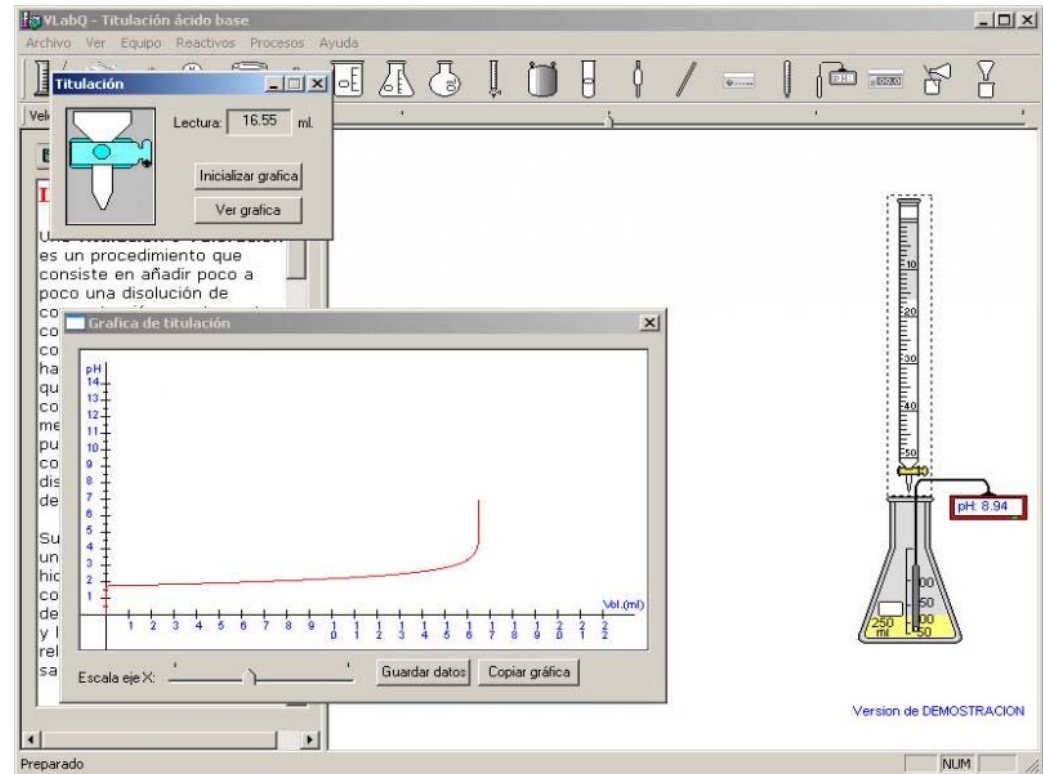 VLabQ - Titulación ácido base
Archivo Ver Equipo Reactivos Procesos Ayuda
Titulación
Lectura: 16.55 ml.
Inicializar grafica
Ver grafica
es un procedimiento que
consiste en añadir poco a
poco una disolución de
Grafica de titulación
pH
14
13
12
11
10
9
8
7
6
5
4
3
2
1
1 2 3 4 5 6 7 8 9 10 11 12 13 14 15 16 17 18 19 20 21 22
Vol.(ml)
Escala eje X:
Guardar datos
Copiar gráfica
10
20
30
40
50
pH: 8.94
250
ml
50
Version de DEMOSTRACION
Preparado
NUM